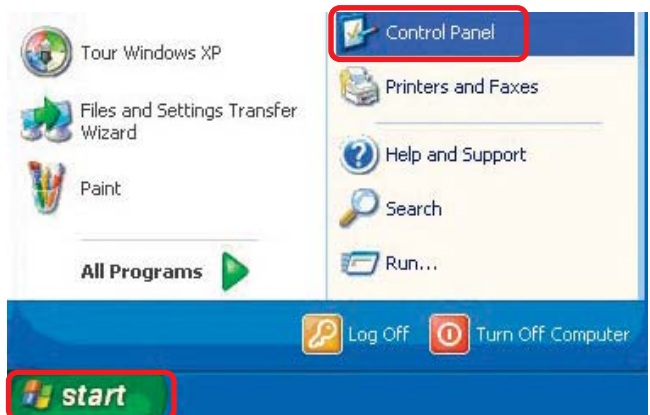 Tour Windows XP
Files and Settings Transfer
Wizard
Paint
All Programs
Control Panel
Printers and Faxes
Help and Support
Search
Run...
Log Off
Turn Off Computer
start